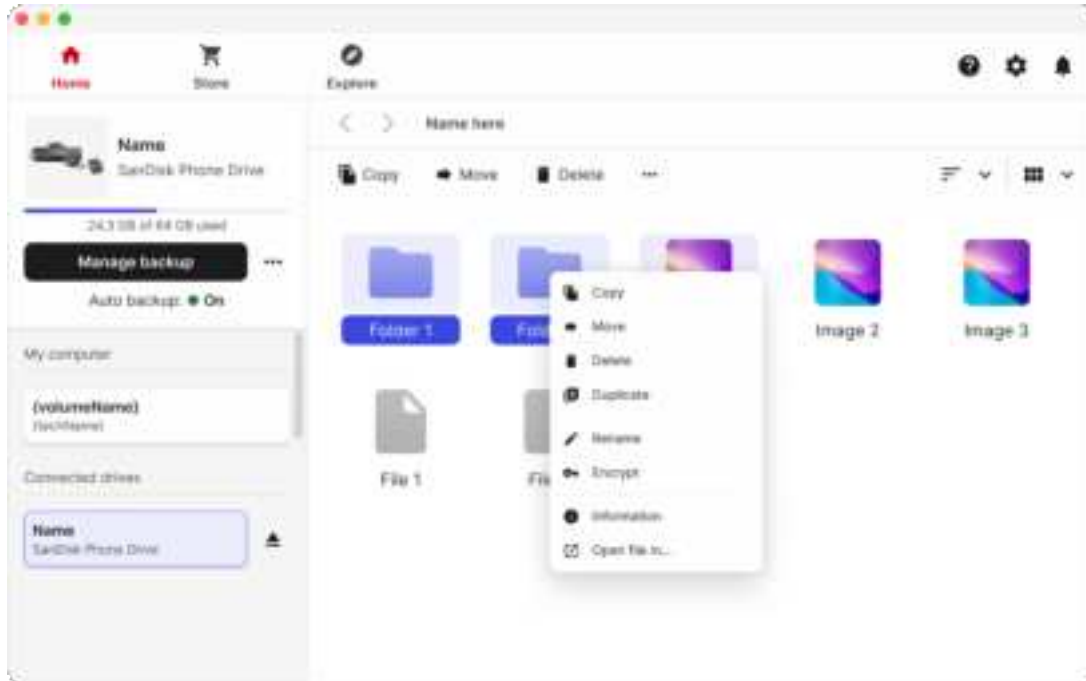 Home
Store
Explore
Name
SanDisk Phone Drive
24.3 GB of 64 GB used
Manage backup
Auto backup: On
My computer
{volumeName}
{techName}
Connected drives
Name
SanDisk Phone Drive
Name here
Copy
Move
Delete
Folder 1
Image 2
Image 3
File 1
Copy
Move
Delete
Duplicate
Rename
Encrypt
Information
Open file in...